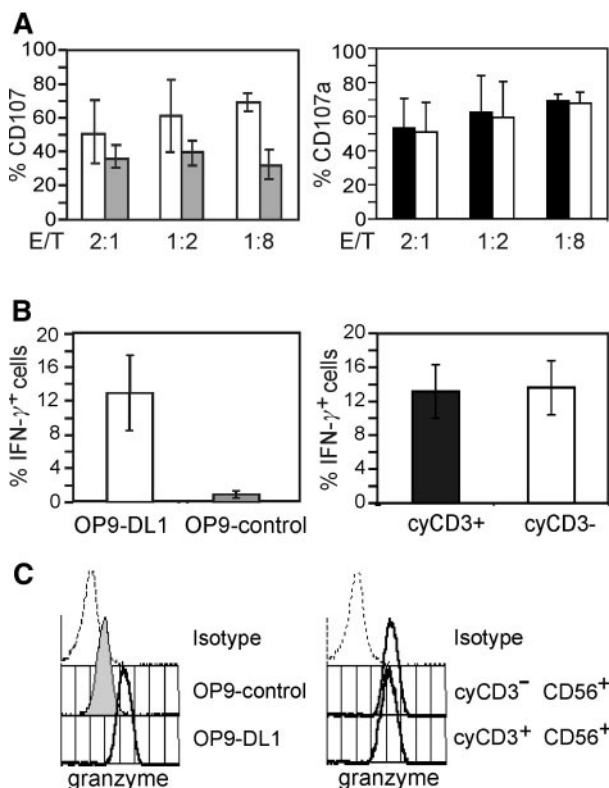 A
% CD107
100
80
60
40
20
0
E/T 2:1 1:2 1:8
% CD107a
100
80
60
40
20
0
E/T 2:1 1:2 1:8
B
% IFN-γ+ cells
20
16
12
8
4
0
OP9-DL1 OP9-control
% IFN-γ+ cells
20
16
12
8
4
0
cyCD3+ cyCD3-
C
Isotype
OP9-control
OP9-DL1
granzyme
Isotype
cyCD3⁻ CD56⁺
cyCD3⁺ CD56⁺
granzyme